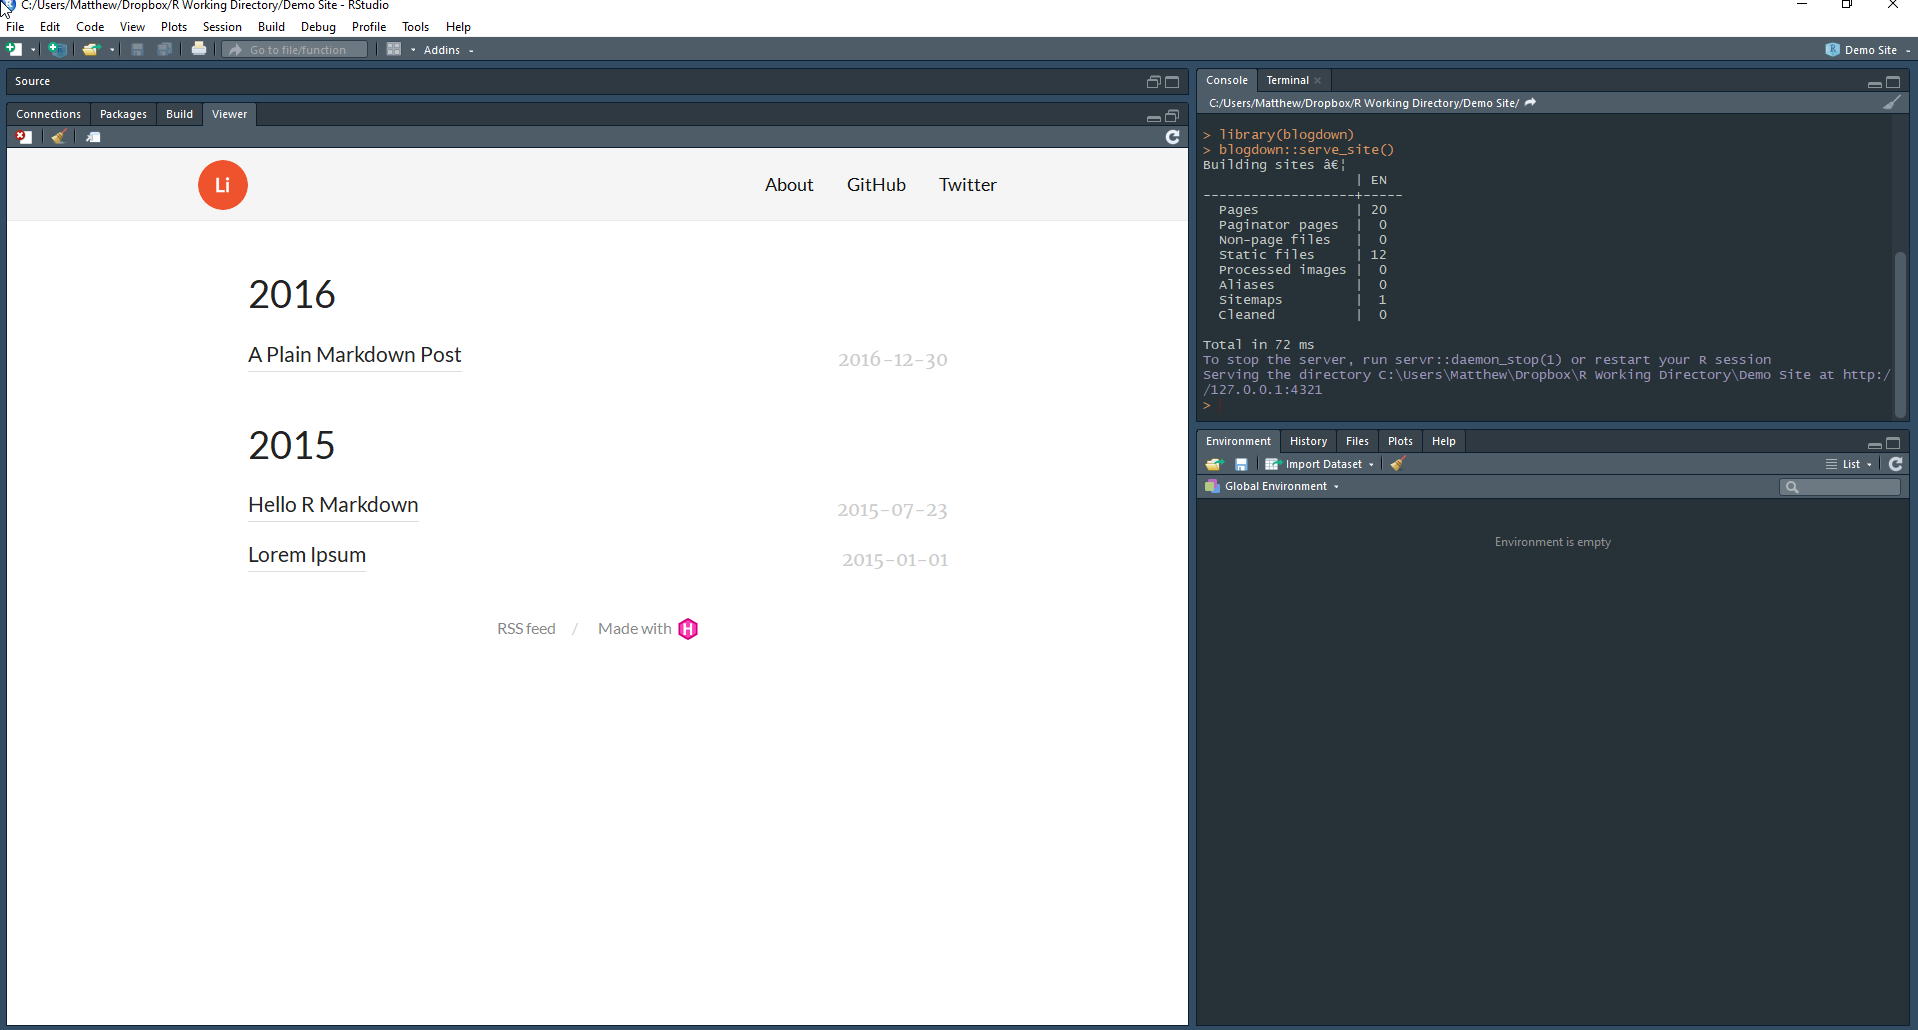 C:/Users/Matthew/Dropbox/R Working Directory/Demo Site - RStudio
File Edit Code View Plots Session Build Debug Profile Tools Help
Go to file/function Addins Demo Site
Source
Connections Packages Build Viewer
Li About GitHub Twitter
2016
A Plain Markdown Post 2016-12-30
2015
Hello R Markdown 2015-07-23
Lorem Ipsum 2015-01-01
RSS feed / Made with H
Console Terminal
C:/Users/Matthew/Dropbox/R Working Directory/Demo Site/
> library(blogdown)
> blogdown::serve_site()
Building sites â€¦
| EN
-------------------+-----
Pages | 20
Paginator pages | 0
Non-page files | 0
Static files | 12
Processed images | 0
Aliases | 0
Sitemaps | 1
Cleaned | 0
Total in 72 ms
To stop the server, run servr::daemon_stop(1) or restart your R session
Serving the directory C:\Users\Matthew\Dropbox\R Working Directory\Demo Site at http:/
/127.0.0.1:4321
>
Environment History Files Plots Help
Import Dataset List
Global Environment
Environment is empty